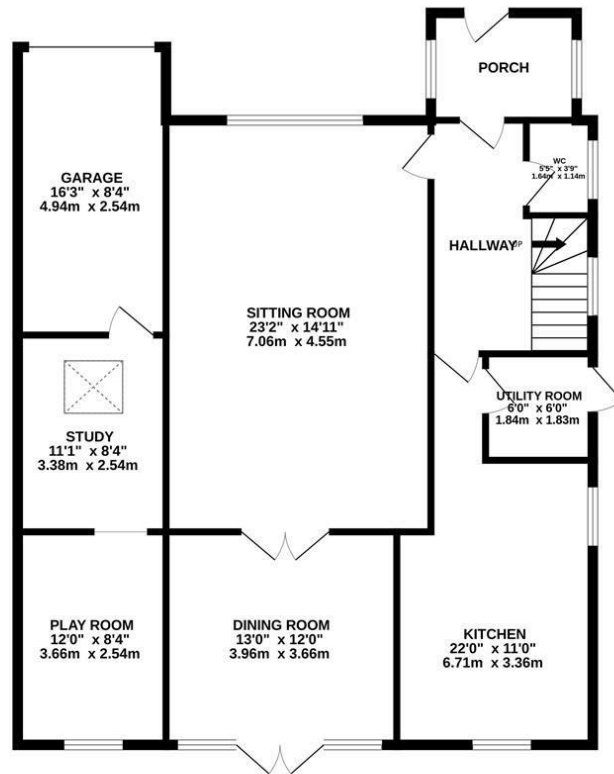 PORCH
GARAGE
16'3" x 8'4"
4.94m x 2.54m
WC
5'5" x 3'9"
1.64m x 1.14m
HALLWAY
UP
SITTING ROOM
23'2" x 14'11"
7.06m x 4.55m
UTILITY ROOM
6'0" x 6'0"
1.84m x 1.83m
STUDY
11'1" x 8'4"
3.38m x 2.54m
PLAY ROOM
12'0" x 8'4"
3.66m x 2.54m
DINING ROOM
13'0" x 12'0"
3.96m x 3.66m
KITCHEN
22'0" x 11'0"
6.71m x 3.36m